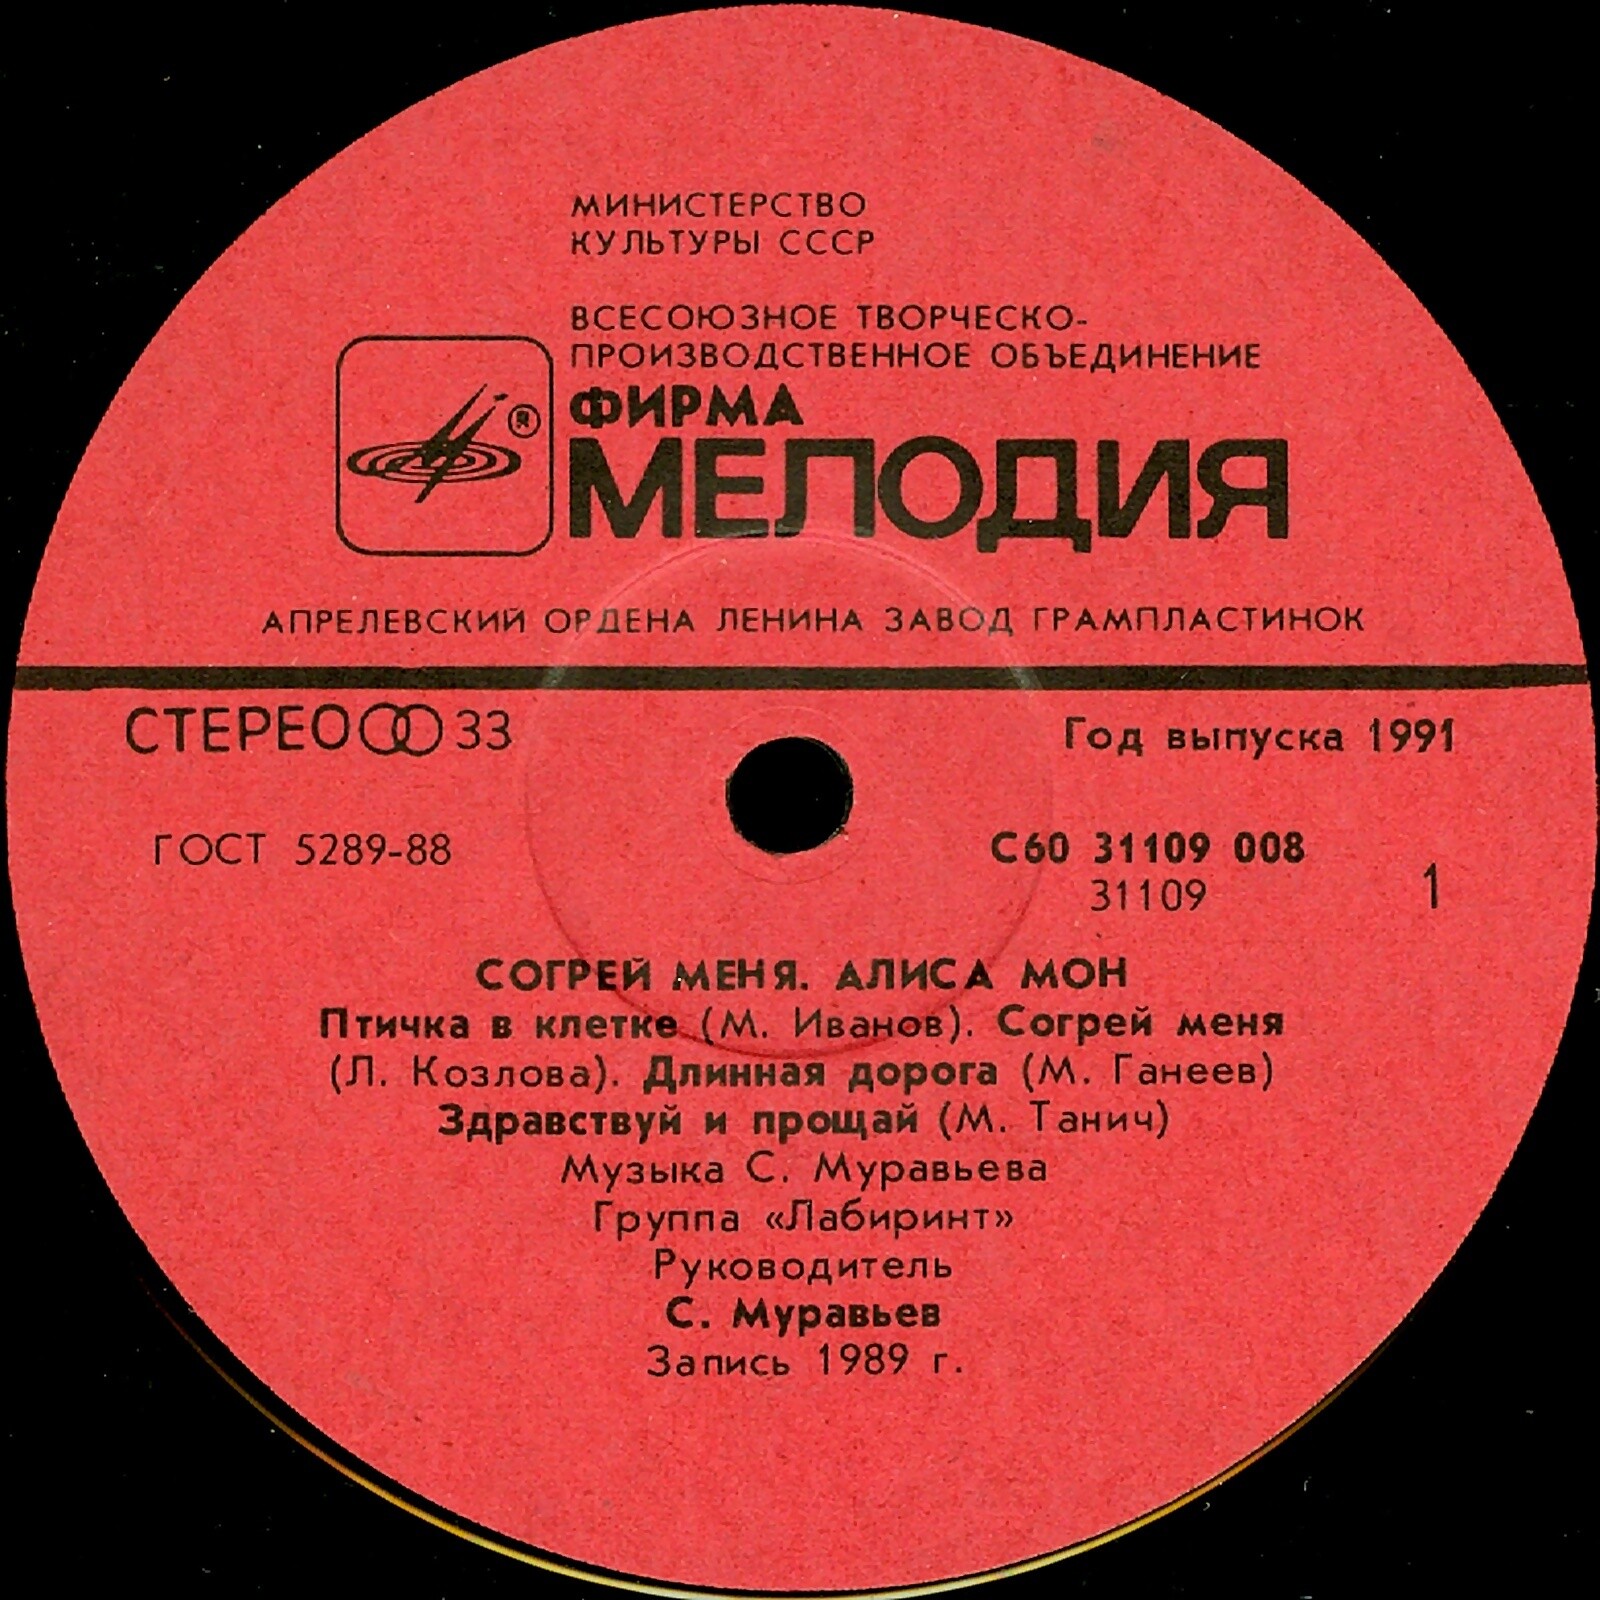 МИНИСТЕРСТВО
КУЛЬТУРЫ СССР
ВСЕСОЮЗНОЕ ТВОРЧЕСКО-
ПРОИЗВОДСТВЕННОЕ ОБЪЕДИНЕНИЕ
ФИРМА
®
МЕЛОДИЯ
АПРЕЛЕВСКИЙ ОРДЕНА ЛЕНИНА ЗАВОД ГРАМПЛАСТИНОК
СТЕРЕО 33
Год выпуска 1991
ГОСТ 5289-88
С60 31109 008
31109
1
СОГРЕЙ МЕНЯ. АЛИСА МОН
Птичка в клетке (М. Иванов). Согрей меня
(Л. Козлова). Длинная дорога (М. Ганеев)
Здравствуй и прощай (М. Танич)
Музыка С. Муравьева
Группа «Лабиринт»
Руководитель
С. Муравьев
Запись 1989 г.